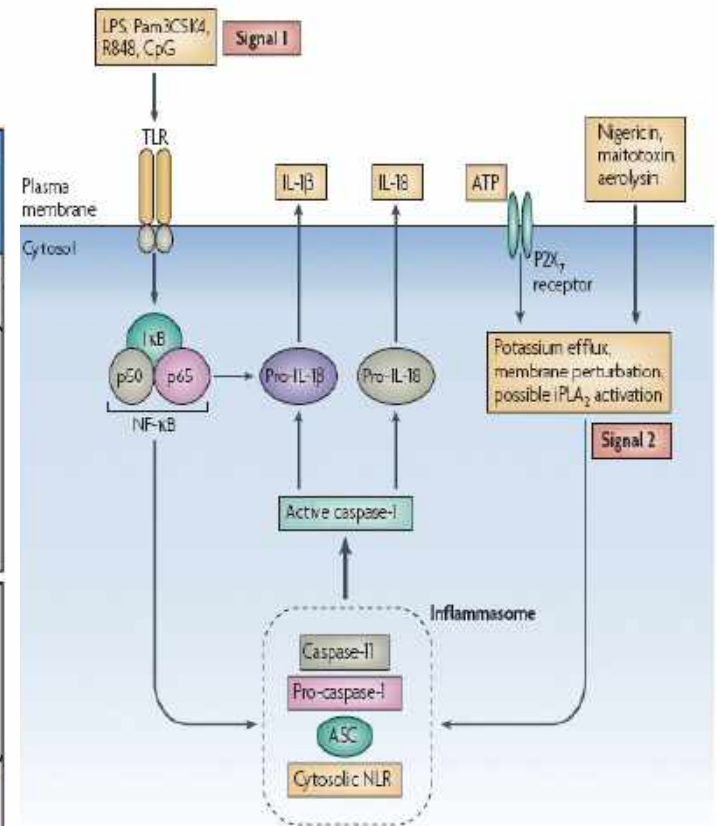 LPS, Pam3CSK4,
R848, CpG
Signal 1
TLR
Plasma
membrane
Cytosol
IL-1β
IL-18
ATP
P2X₇
receptor
Nigericin,
maitotoxin,
aerolysin
IκB
p50
p65
NF-κB
Pro-IL-1β
Pro-IL-18
Potassium efflux,
membrane perturbation,
possible iPLA₂ activation
Signal 2
Active caspase-1
Inflammasome
Caspase-11
Pro-caspase-1
ASC
Cytosolic NLR